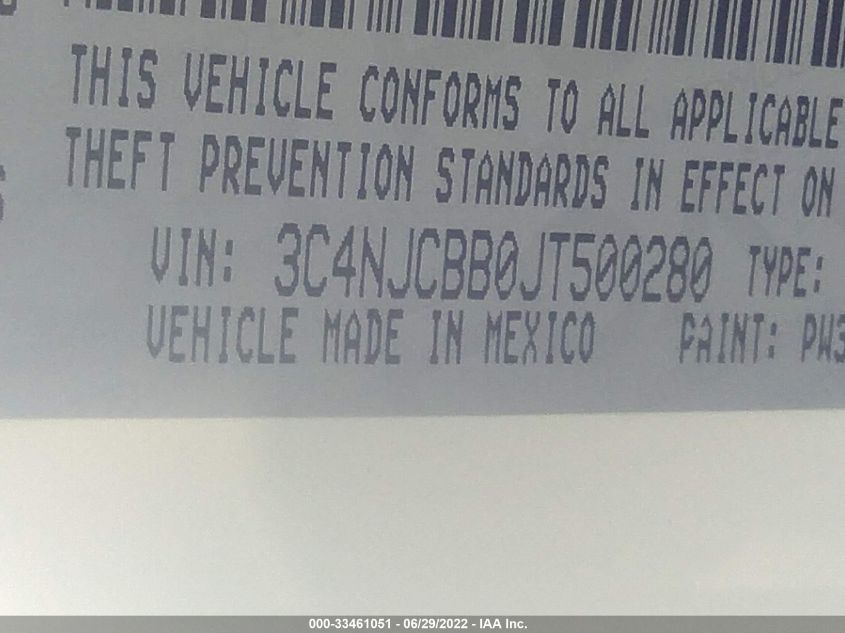 THIS VEHICLE CONFORMS TO ALL APPLICABLE
THEFT PREVENTION STANDARDS IN EFFECT ON
VIN: 3C4NJCBB0JT500280 TYPE:
VEHICLE MADE IN MEXICO PAINT: PW3
000-33461051 - 06/29/2022 - IAA Inc.